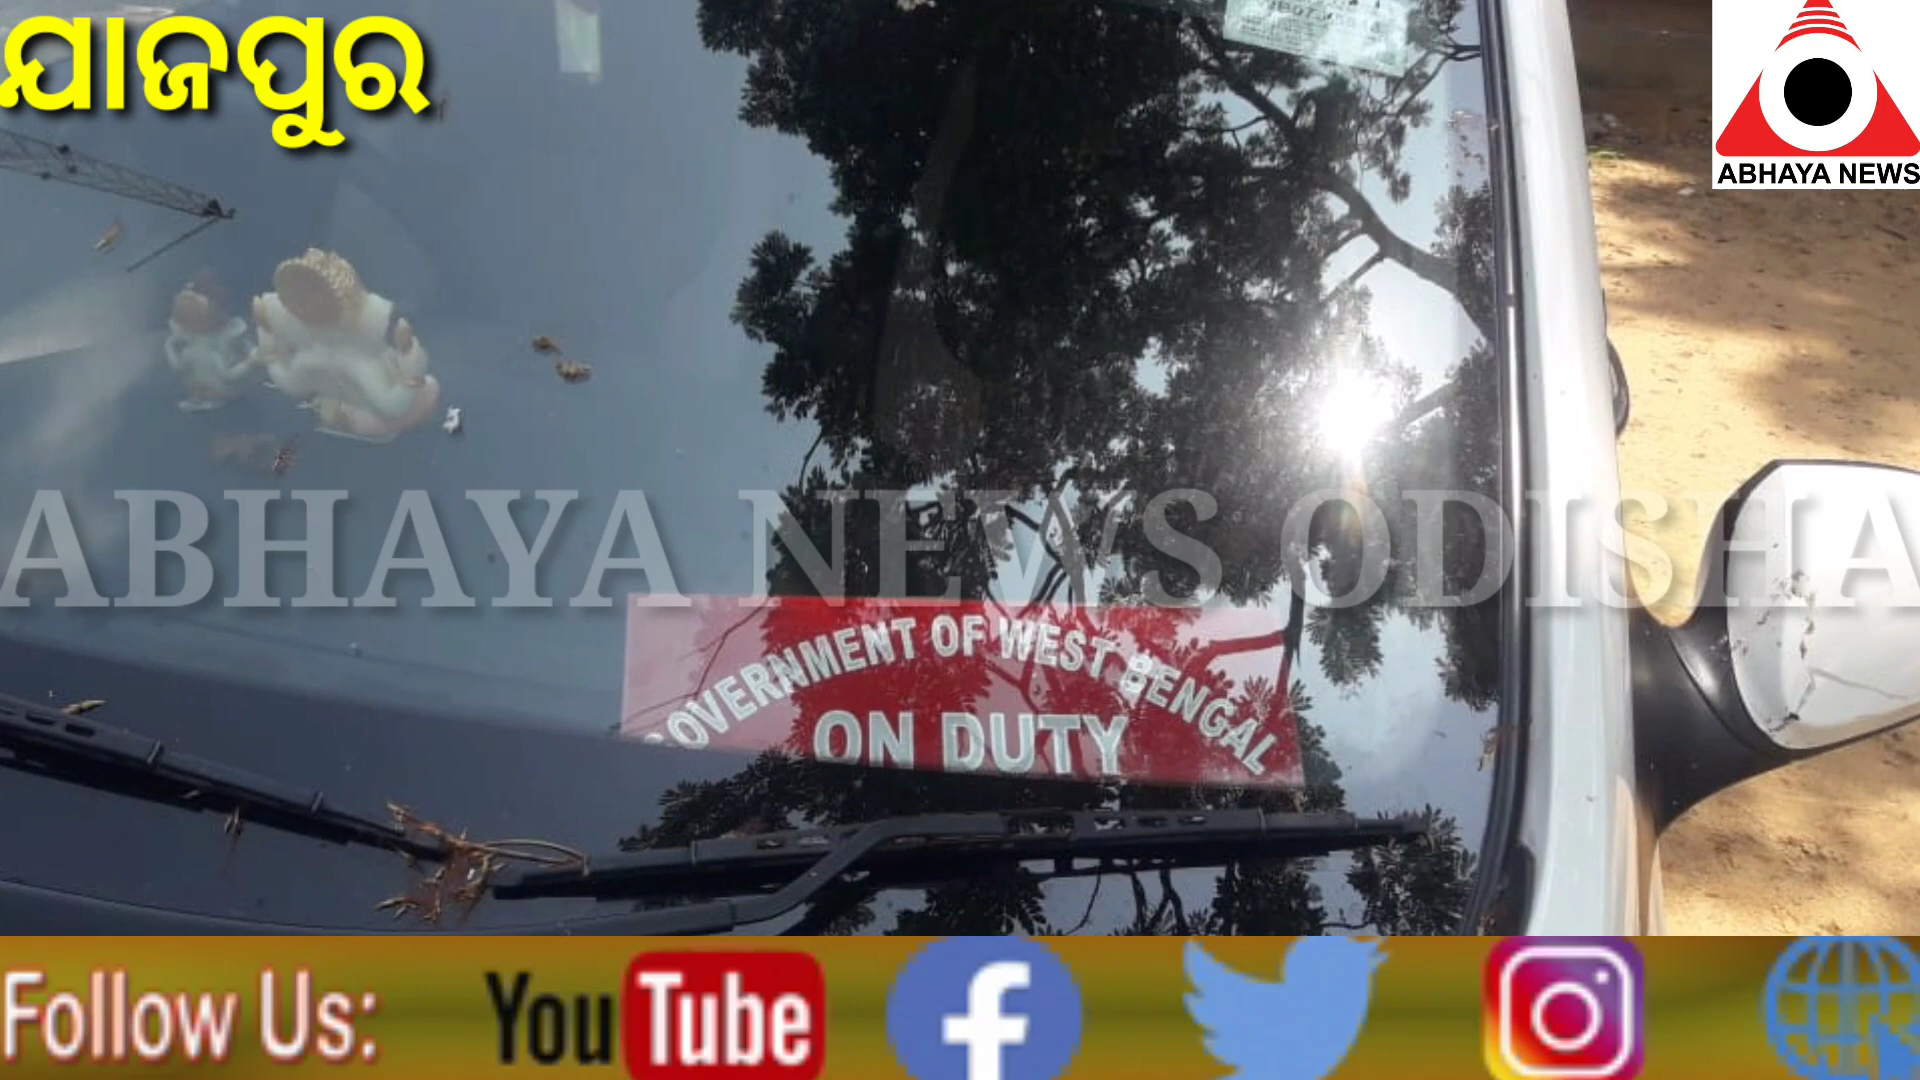 ଯାଜପୁର
ABHAYA NEWS
ABHAYA NEWS ODISHA
GOVERNMENT OF WEST BENGAL
ON DUTY
Follow Us:
YouTube